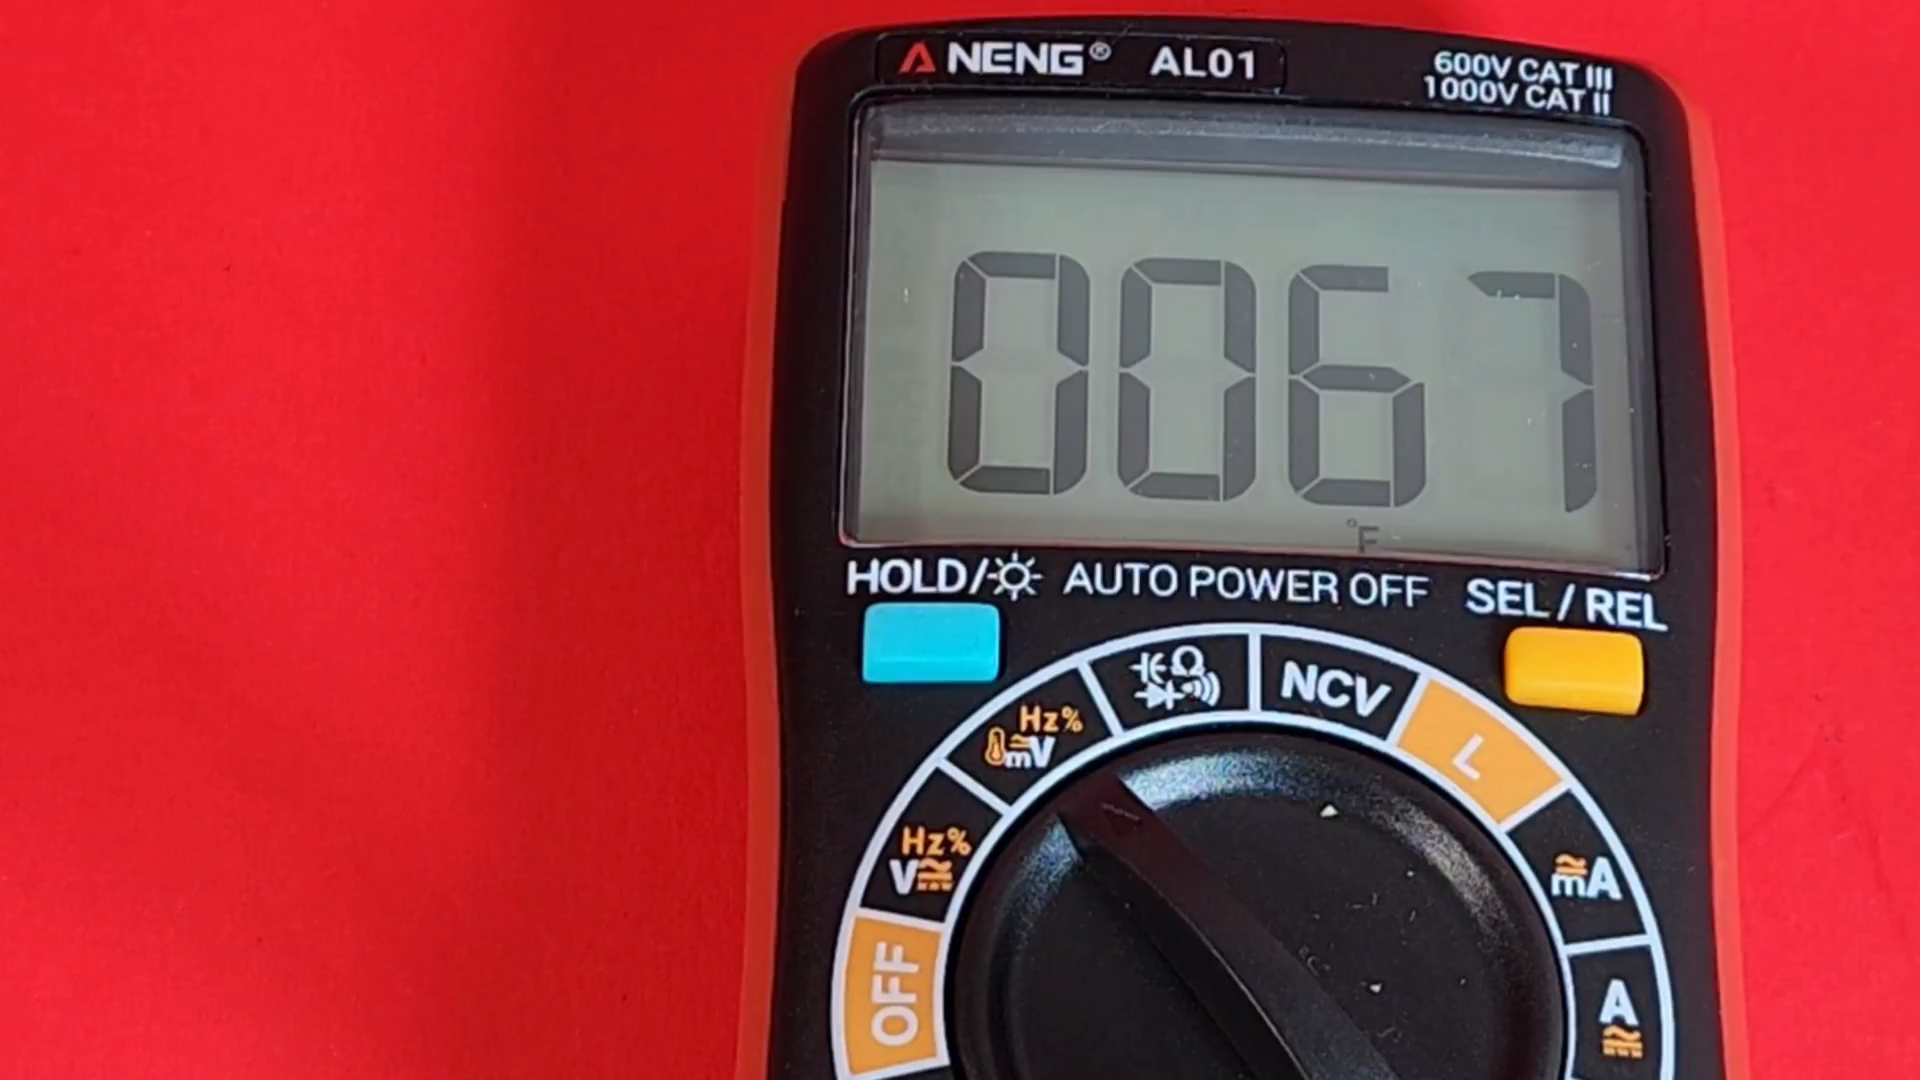 ANENG® AL01
600V CAT III
1000V CAT II
0067
°F
HOLD/ AUTO POWER OFF SEL / REL
Ω
NCV
Hz%
mV
L
Hz%
V
mA
OFF
A